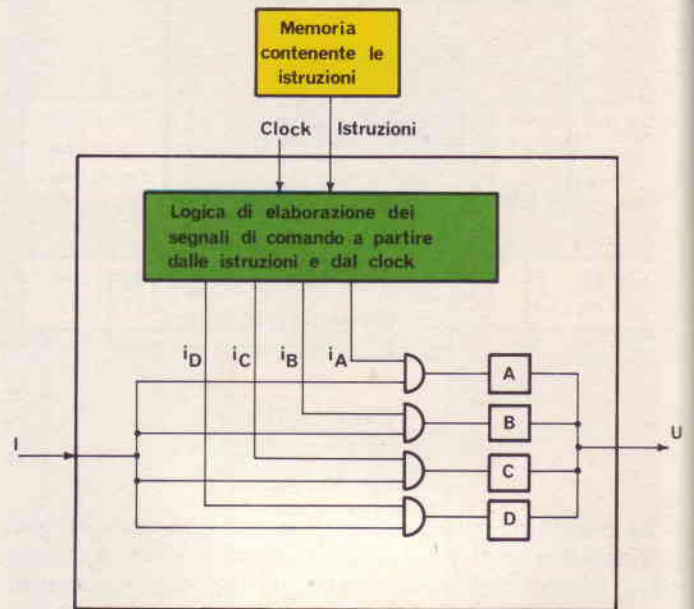 Memoria
contenente le
istruzioni
Clock
Istruzioni
Logica di elaborazione dei
segnali di comando a partire
dalle istruzioni e dal clock
iD
iC
iB
iA
A
B
I
U
C
D